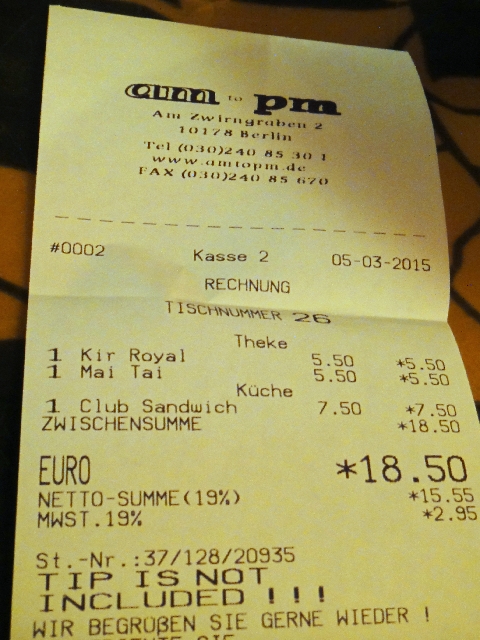 am to pm
Am Zwirngraben 2
10178 Berlin
Tel (030)240 85 30 1
www.amtopm.de
FAX (030)240 85 670
#0002 Kasse 2 05-03-2015
RECHNUNG
TISCHNUMMER 26
Theke
1 Kir Royal 5.50 *5.50
1 Mai Tai 5.50 *5.50
Küche
1 Club Sandwich 7.50 *7.50
ZWISCHENSUMME *18.50
EURO *18.50
NETTO-SUMME(19%) *15.55
MWST.19% *2.95
St.-Nr.:37/128/20935
TIP IS NOT
INCLUDED !!!
WIR BEGRÜßEN SIE GERNE WIEDER !